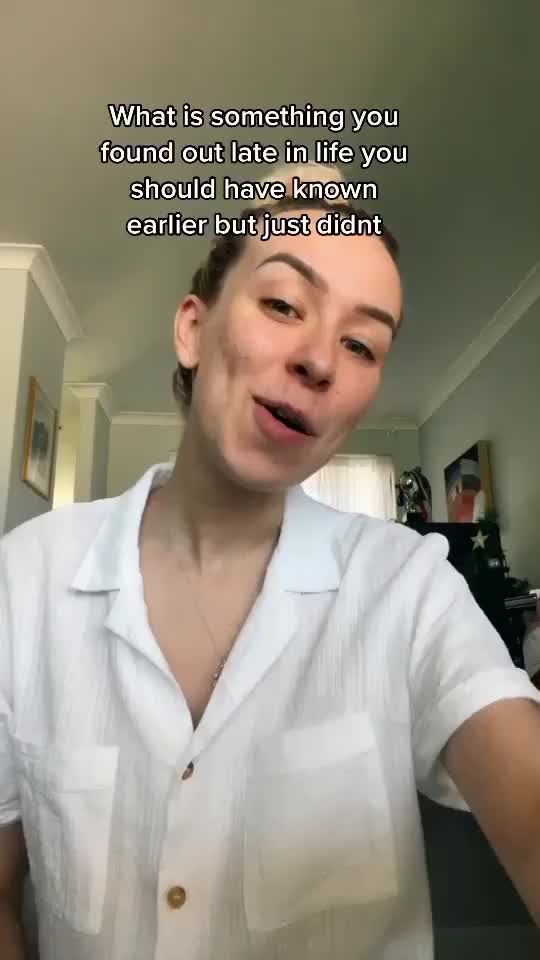 What is something you
found out late in life you
should have known
earlier but just didnt